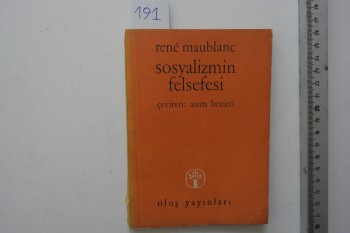 191
rené maublanc
sosyalizmin
felsefesi
çeviren: asım bezirci
oluş yayınları